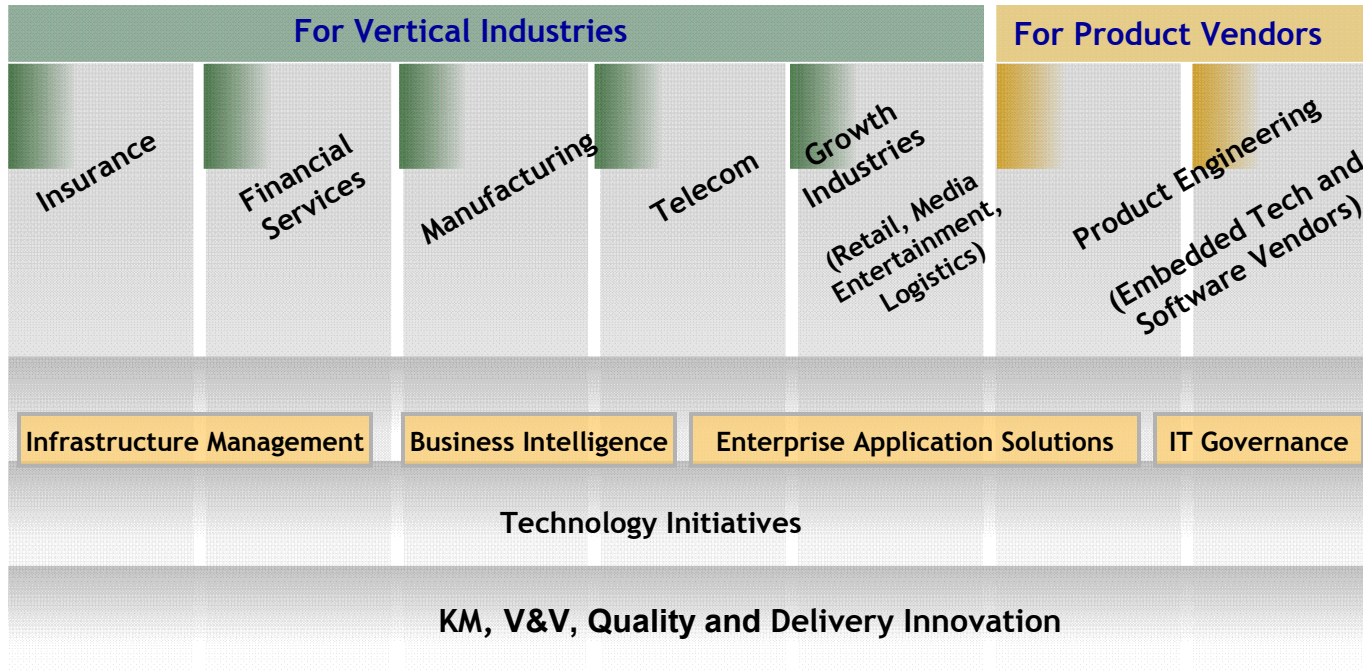 For Vertical Industries
For Product Vendors
Insurance
Financial
Services
Manufacturing
Telecom
Growth
Industries
(Retail, Media
Entertainment,
Logistics)
Product Engineering
(Embedded Tech and
Software Vendors)
Infrastructure Management
Business Intelligence
Enterprise Application Solutions
IT Governance
Technology Initiatives
KM, V&V, Quality and Delivery Innovation